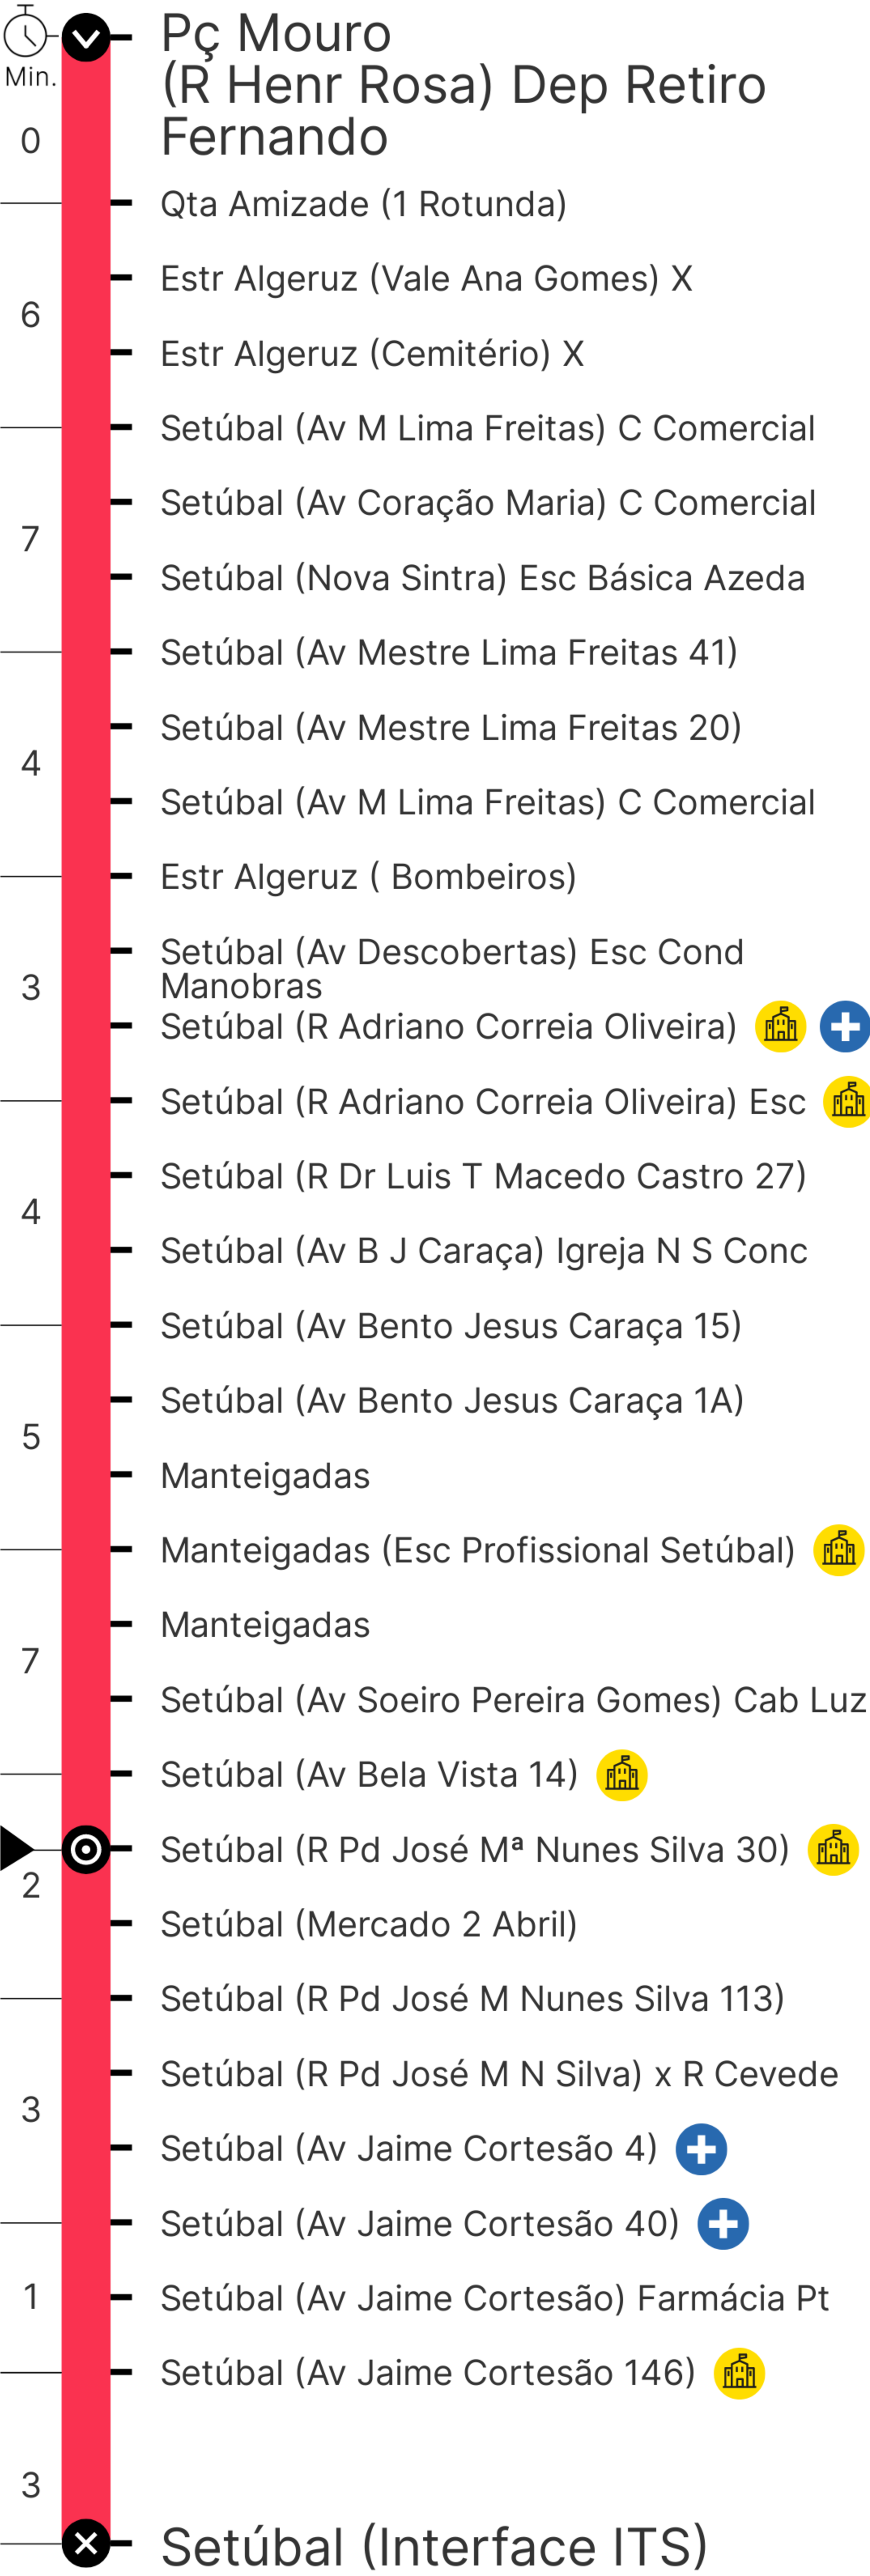 Pç Mouro
Min.
(R Henr Rosa) Dep Retiro
0
Fernando
Qta Amizade (1 Rotunda)
Estr Algeruz (Vale Ana Gomes) X
6
Estr Algeruz (Cemitério) X
Setúbal (Av M Lima Freitas) C Comercial
Setúbal (Av Coração Maria) C Comercial
7
Setúbal (Nova Sintra) Esc Básica Azeda
Setúbal (Av Mestre Lima Freitas 41)
Setúbal (Av Mestre Lima Freitas 20)
4
Setúbal (Av M Lima Freitas) C Comercial
Estr Algeruz ( Bombeiros)
Setúbal (Av Descobertas) Esc Cond
Manobras
3
Setúbal (R Adriano Correia Oliveira)
Setúbal (R Adriano Correia Oliveira) Esc
Setúbal (R Dr Luis T Macedo Castro 27)
4
Setúbal (Av B J Caraça) Igreja N S Conc
Setúbal (Av Bento Jesus Caraça 15)
Setúbal (Av Bento Jesus Caraça 1A)
5
Manteigadas
Manteigadas (Esc Profissional Setúbal)
Manteigadas
7
Setúbal (Av Soeiro Pereira Gomes) Cab Luz
Setúbal (Av Bela Vista 14)
Setúbal (R Pd José Mª Nunes Silva 30)
2
Setúbal (Mercado 2 Abril)
Setúbal (R Pd José M Nunes Silva 113)
Setúbal (R Pd José M N Silva) x R Cevede
3
Setúbal (Av Jaime Cortesão 4)
Setúbal (Av Jaime Cortesão 40)
1
Setúbal (Av Jaime Cortesão) Farmácia Pt
Setúbal (Av Jaime Cortesão 146)
3
Setúbal (Interface ITS)